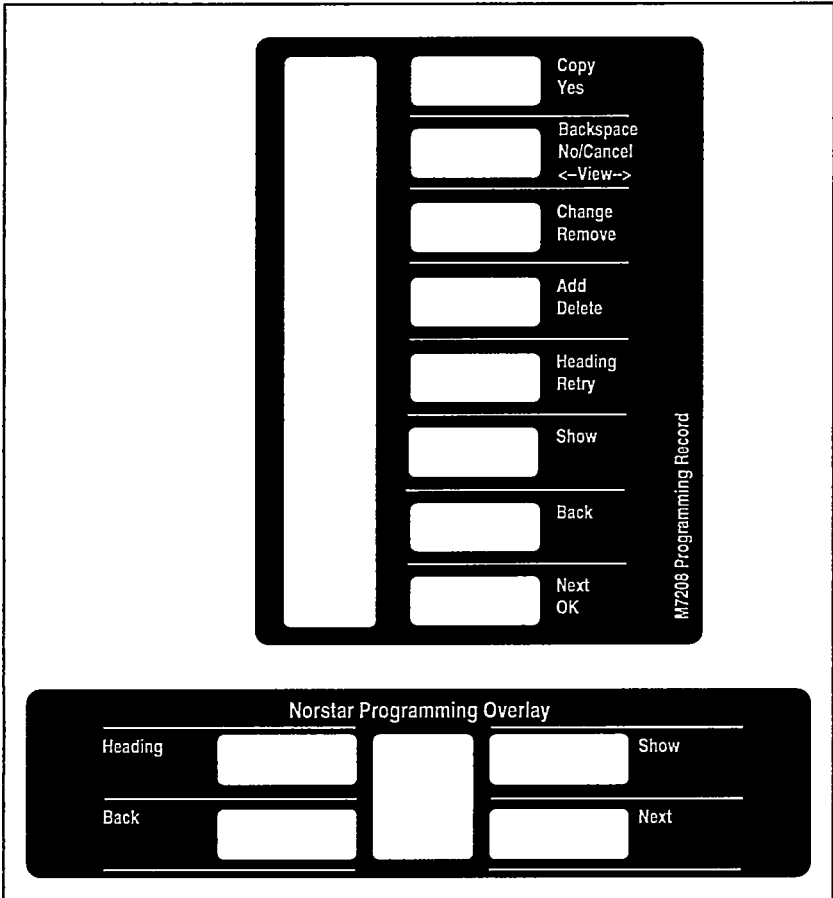 Copy
Yes
Backspace
No/Cancel
<–View–>
Change
Remove
Add
Delete
Heading
Retry
Show
Back
Next
OK
M7208 Programming Record
Norstar Programming Overlay
Heading
Show
Back
Next